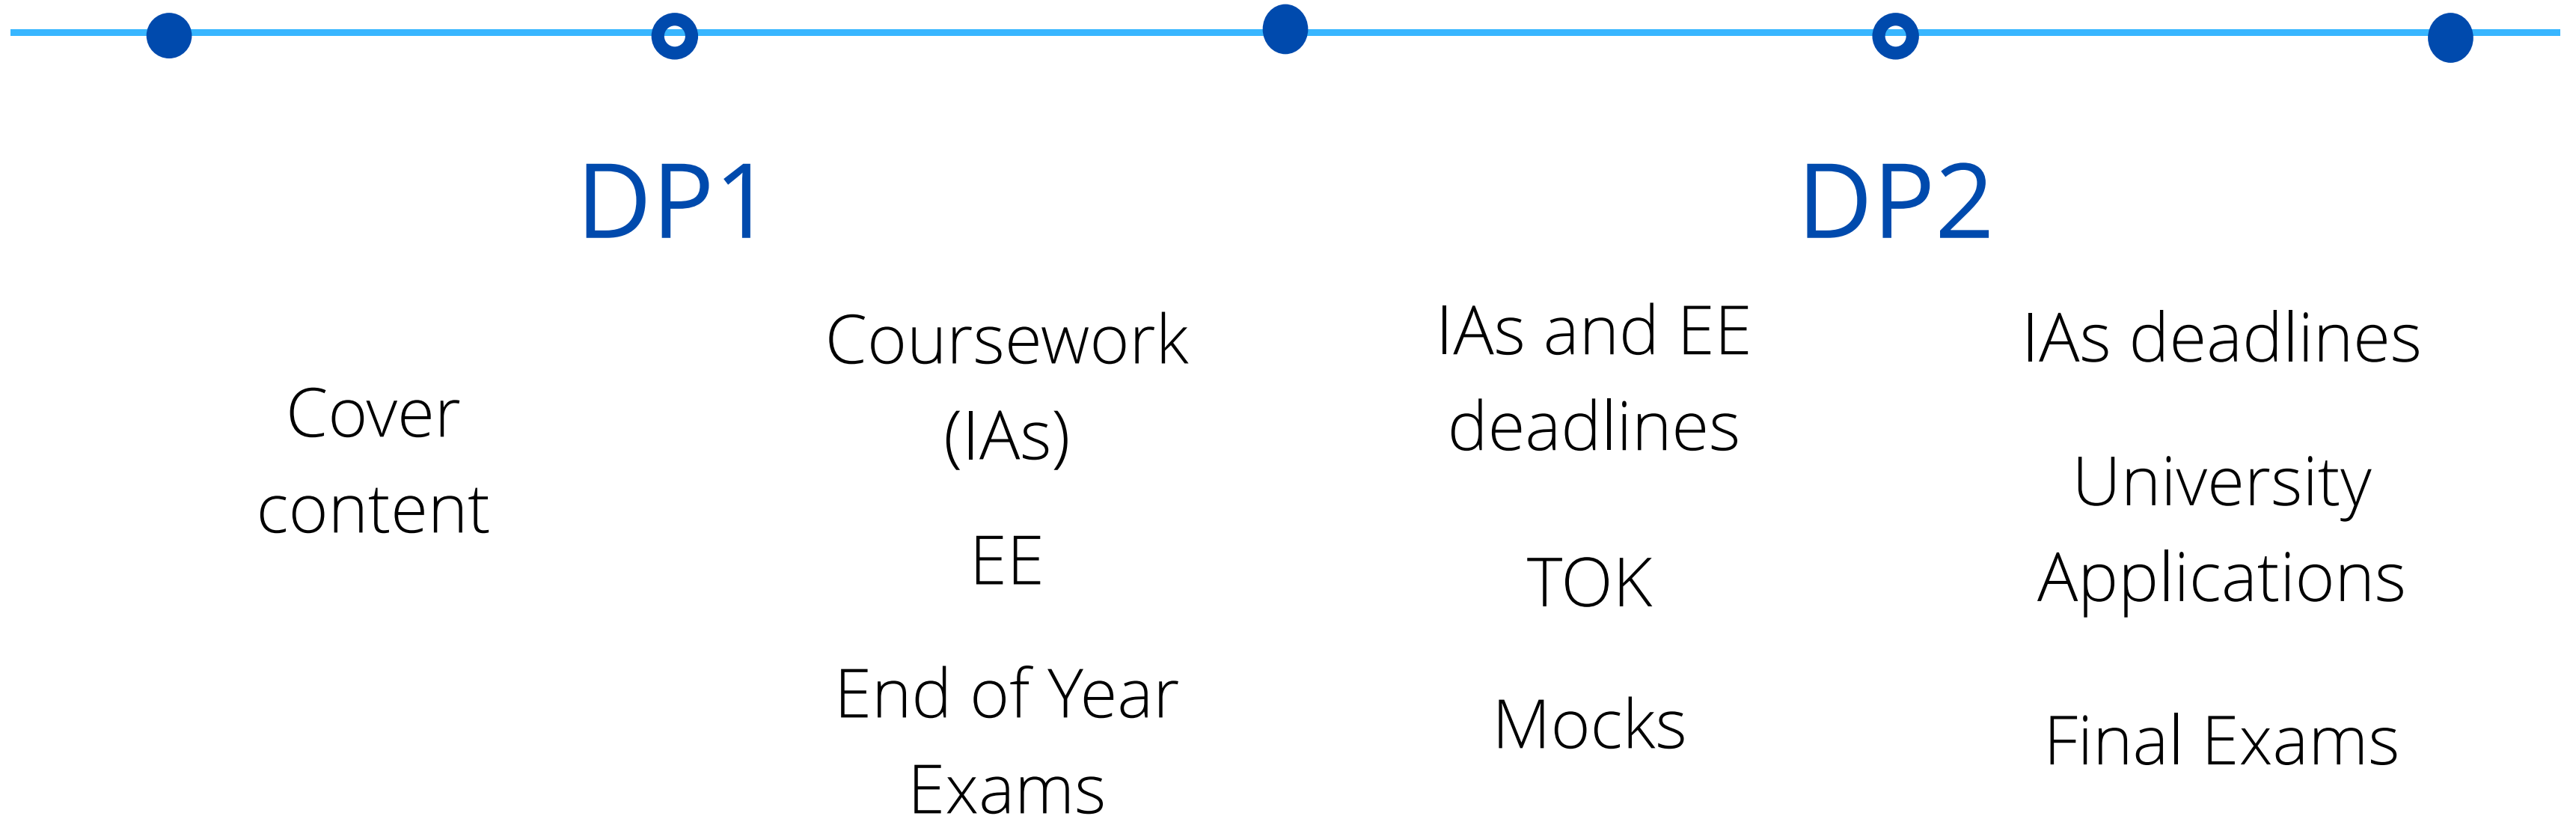 DP1
DP2
Cover
content
Coursework
(IAs)
EE
End of Year
Exams
IAs and EE
deadlines
TOK
Mocks
IAs deadlines
University
Applications
Final Exams